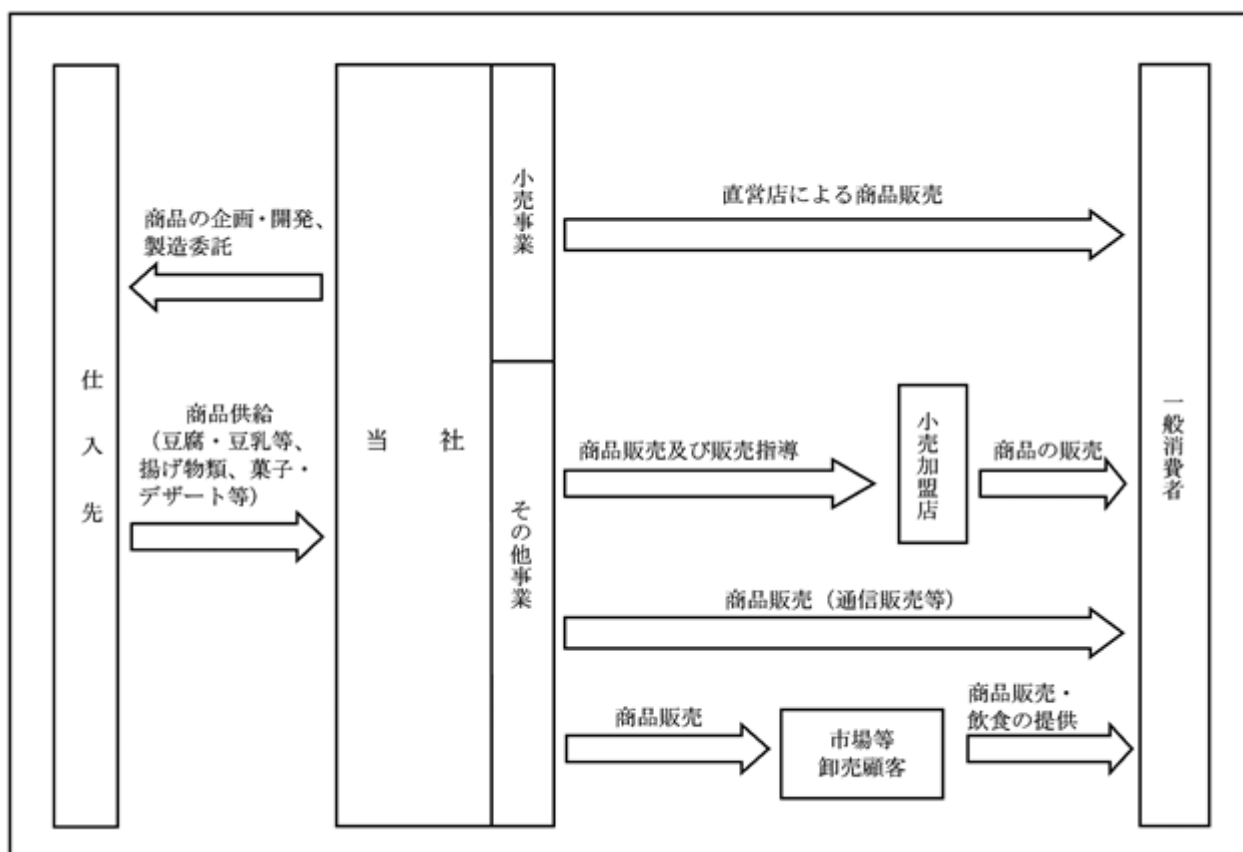 仕入先
商品の企画・開発、
製造委託
商品供給
(豆腐・豆乳等、
揚げ物類、菓子・
デザート等)
当社
小売事業
その他事業
直営店による商品販売
商品販売及び販売指導
小売加盟店
商品の販売
商品販売(通信販売等)
商品販売
市場等
卸売顧客
商品販売・
飲食の提供
一般消費者